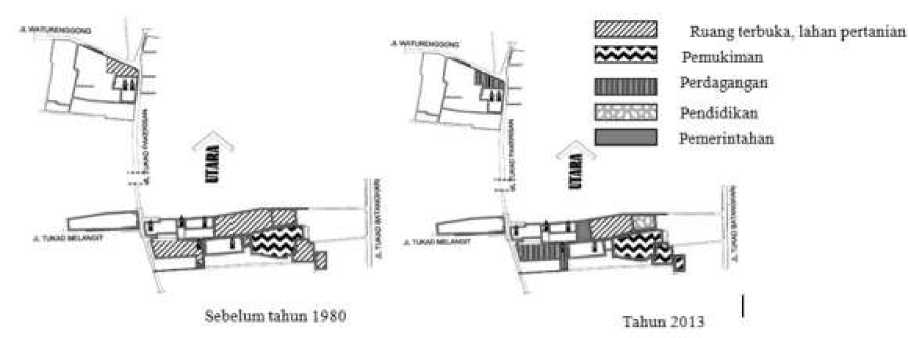 JL WATURENGGONG
JL TUKAD PAKERISAN
UTARA
JL TUKAD MELANGIT
JL TUKAD BATANGHARI
Sebelum tahun 1980
JL WATURENGGONG
JL TUKAD PAKERISAN
UTARA
JL TUKAD MELANGIT
JL TUKAD BATANGHARI
Tahun 2013
Ruang terbuka, lahan pertanian
Pemukiman
Perdagangan
Pendidikan
Pemerintahan